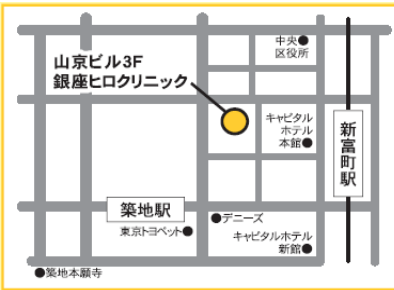 中央
区役所
山京ビル3F
銀座ヒロクリニック
キャピタル
ホテル
本館
新富町駅
築地駅
デニーズ
東京トヨペット
キャピタルホテル
新館
築地本願寺